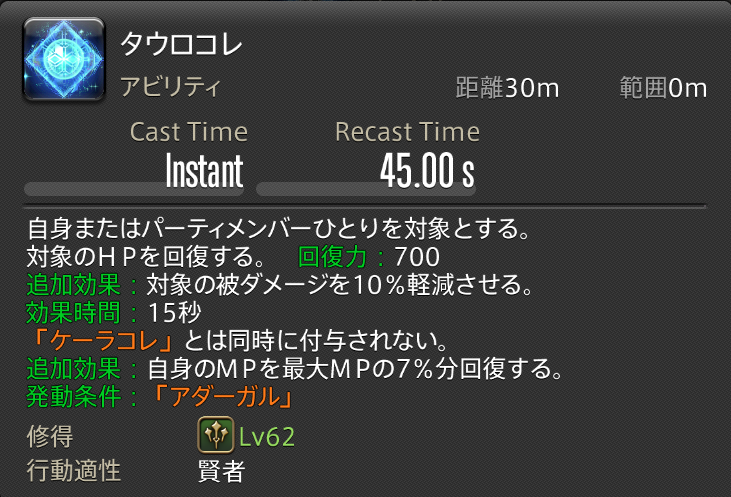 タウロコレ
アビリティ 距離30m 範囲0m
Cast Time Recast Time
Instant 45.00 s
自身またはパーティメンバーひとりを対象とする。
対象のＨＰを回復する。 回復力：700
追加効果：対象の被ダメージを10％軽減させる。
効果時間：15秒
「ケーラコレ」とは同時に付与されない。
追加効果：自身のＭＰを最大ＭＰの7％分回復する。
発動条件：「アダーガル」
修得 Lv62
行動適性 賢者